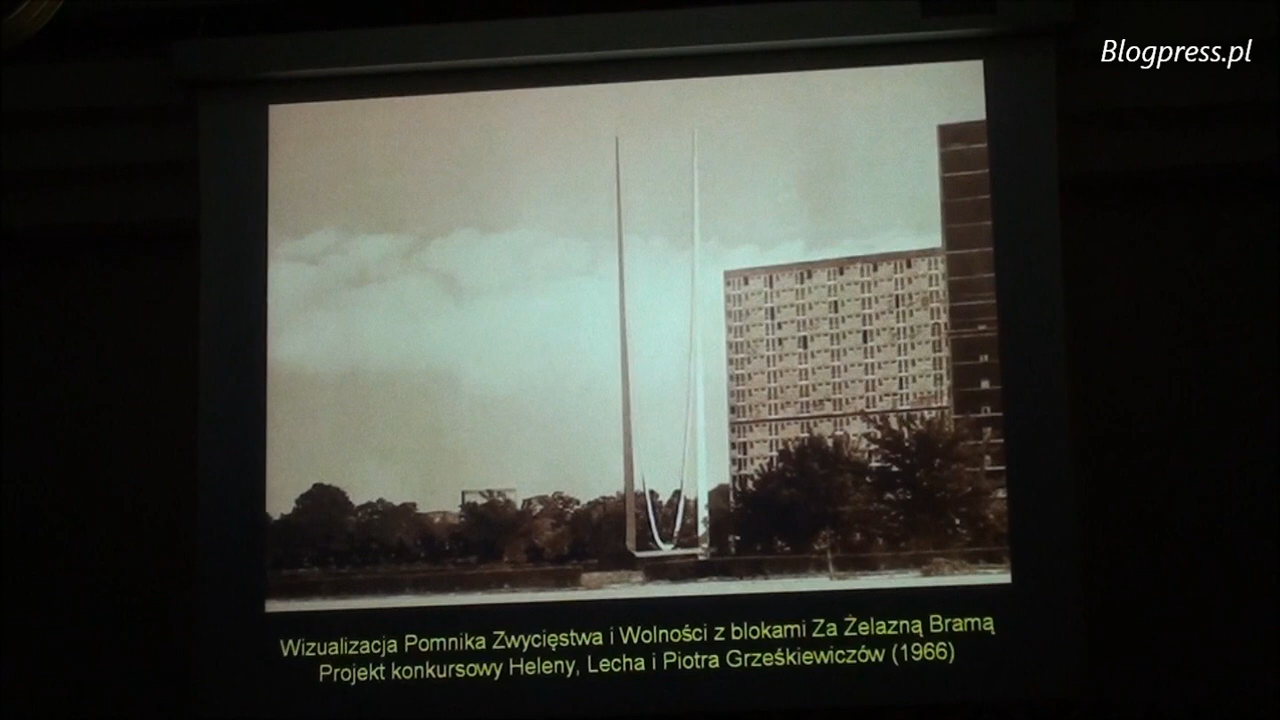 Blogpress.pl
Wizualizacja Pomnika Zwycięstwa i Wolności z blokami Za Żelazną Bramą
Projekt konkursowy Heleny, Lecha i Piotra Grześkiewiczów (1966)